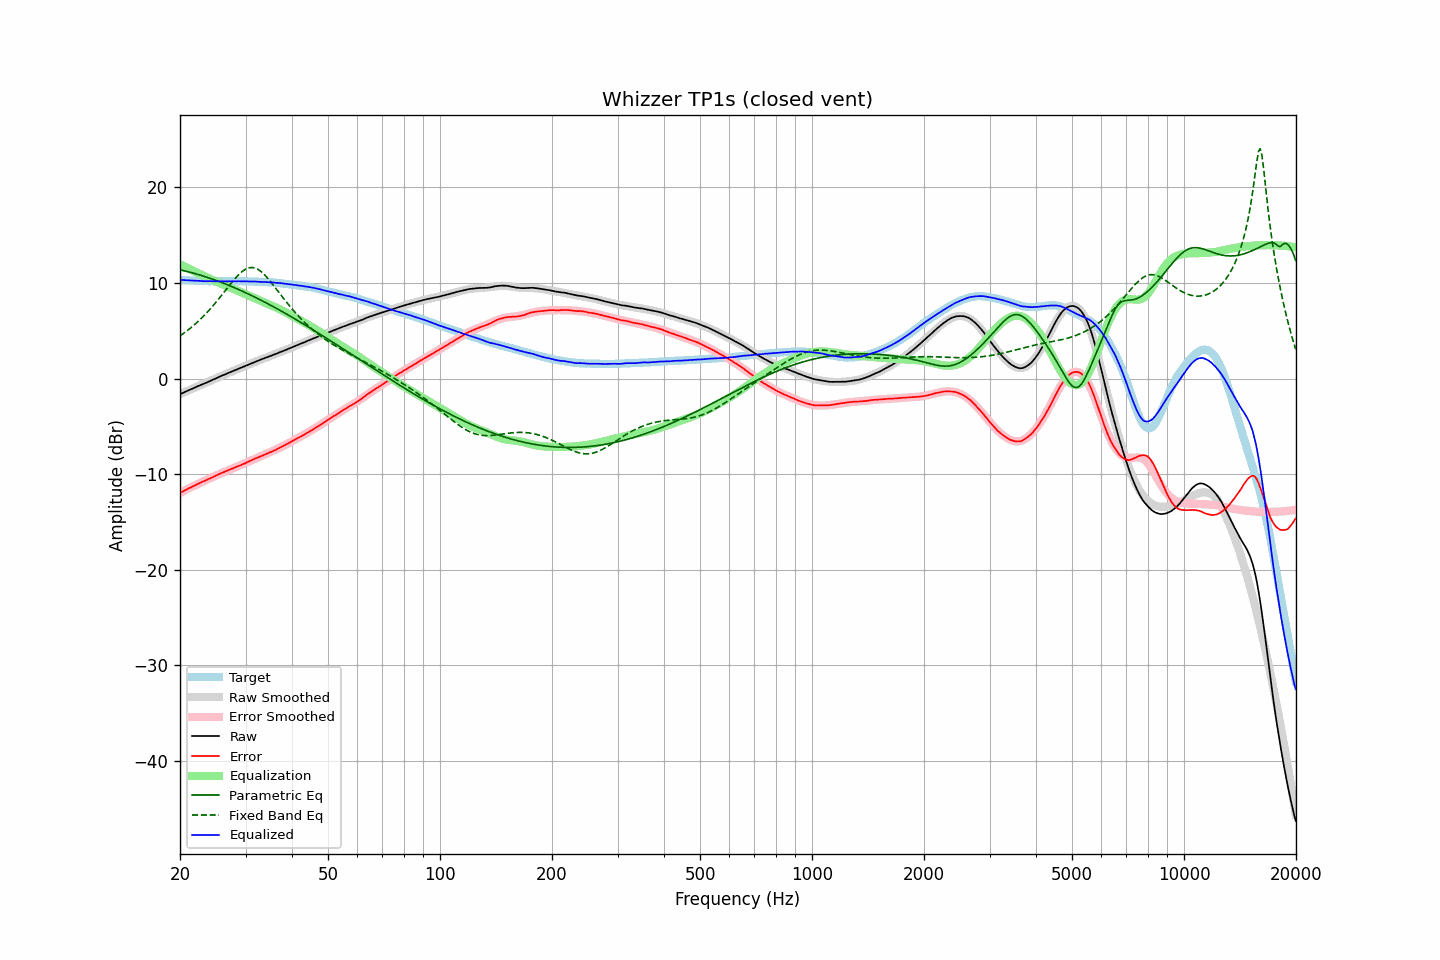 Whizzer TP1s (closed vent)
Amplitude (dBr)
20
10
0
−10
−20
−30
−40
Target
Raw Smoothed
Error Smoothed
Raw
Error
Equalization
Parametric Eq
Fixed Band Eq
Equalized
20 50 100 200 500 1000 2000 5000 10000 20000
Frequency (Hz)